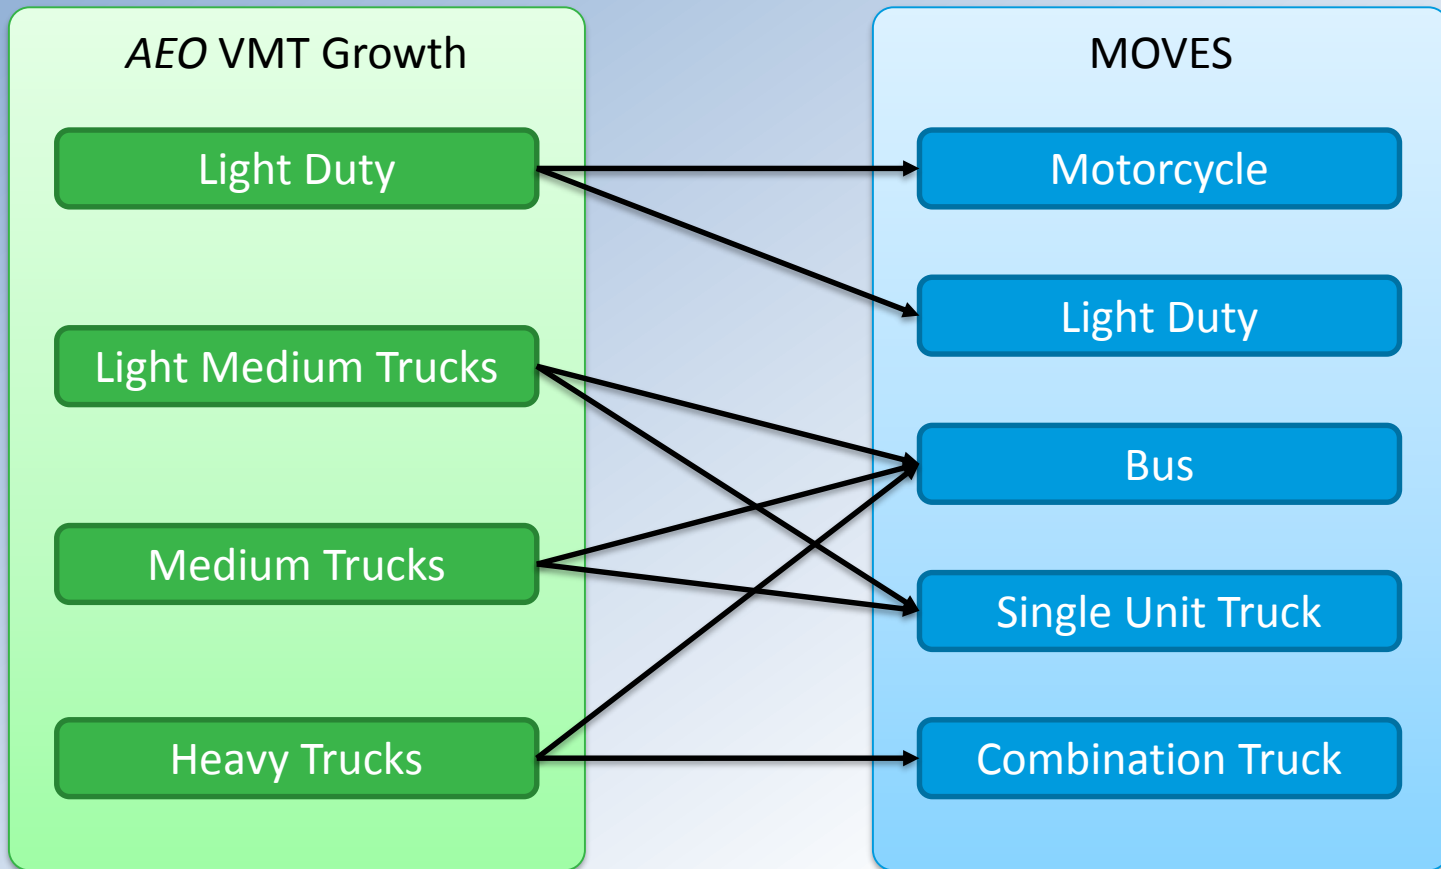 AEO VMT Growth
Light Duty
Light Medium Trucks
Medium Trucks
Heavy Trucks
MOVES
Motorcycle
Light Duty
Bus
Single Unit Truck
Combination Truck